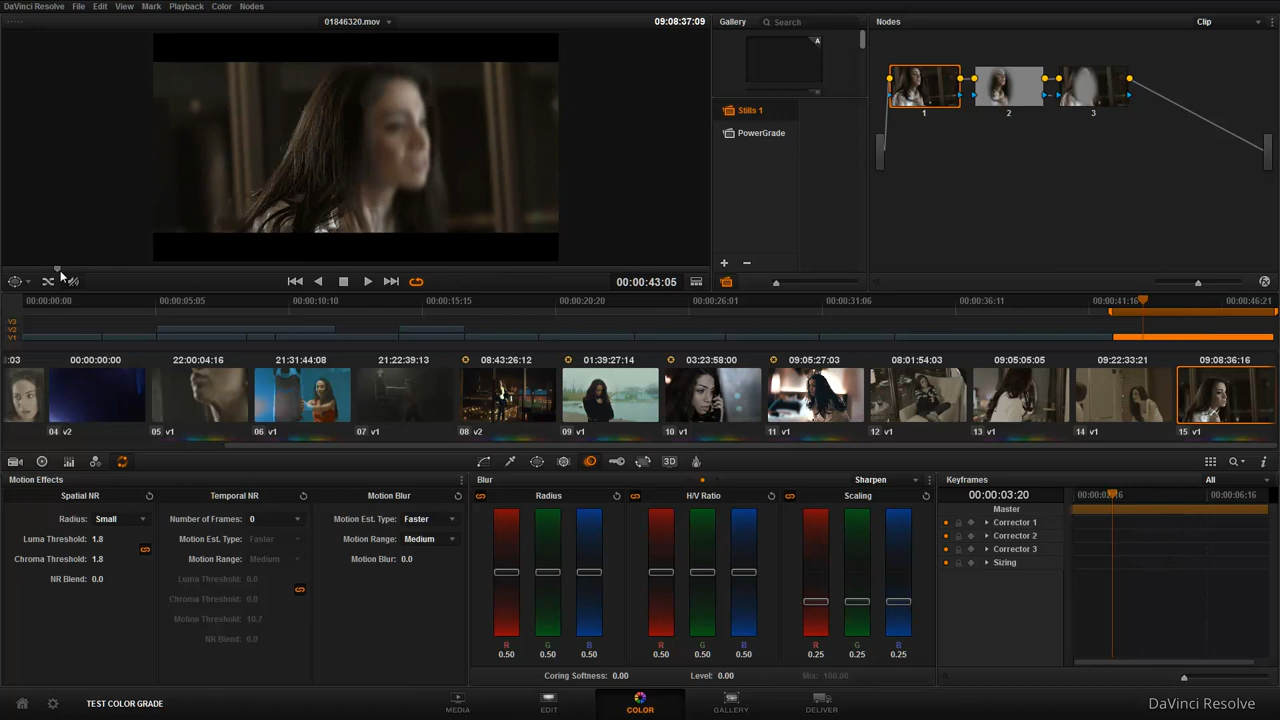 DaVinci Resolve File Edit View Mark Playback Color Nodes
01846320.mov 09:08:37:09 Gallery Search Nodes Clip
A
Stills 1
PowerGrade
1 2 3
00:00:43:05
00:00:00:00 00:00:05:05 00:00:10:10 00:00:15:15 00:00:20:20 00:00:26:01 00:00:31:06 00:00:36:11 00:00:41:16 00:00:46:21
V3
V2
V1
:03 00:00:00:00 22:00:04:16 21:31:44:08 21:22:39:13 08:43:26:12 01:39:27:14 03:23:58:00 09:05:27:03 08:01:54:03 09:05:05:05 09:22:33:21 09:08:36:16
04 v2 05 v1 06 v1 07 v1 08 v2 09 v1 10 v1 11 v1 12 v1 13 v1 14 v1 15 v1
3D
Motion Effects Blur Sharpen Keyframes All
Spatial NR Temporal NR Motion Blur Radius H/V Ratio Scaling 00:00:03:20
Master
Radius: Small Number of Frames: 0 Motion Est. Type: Faster Corrector 1
Luma Threshold: 1.8 Motion Est. Type: Faster Motion Range: Medium Corrector 2
Chroma Threshold: 1.8 Motion Range: Medium Motion Blur: 0.0 Corrector 3
NR Blend: 0.0 Luma Threshold: 0.0 Sizing
Chroma Threshold: 0.0
Motion Threshold: 10.7
NR Blend: 0.0
R G B R G B R G B
0.50 0.50 0.50 0.50 0.50 0.50 0.25 0.25 0.25
Coring Softness: 0.00 Level: 0.00 Mix: 100.00
TEST COLOR GRADE MEDIA EDIT COLOR GALLERY DELIVER DaVinci Resolve